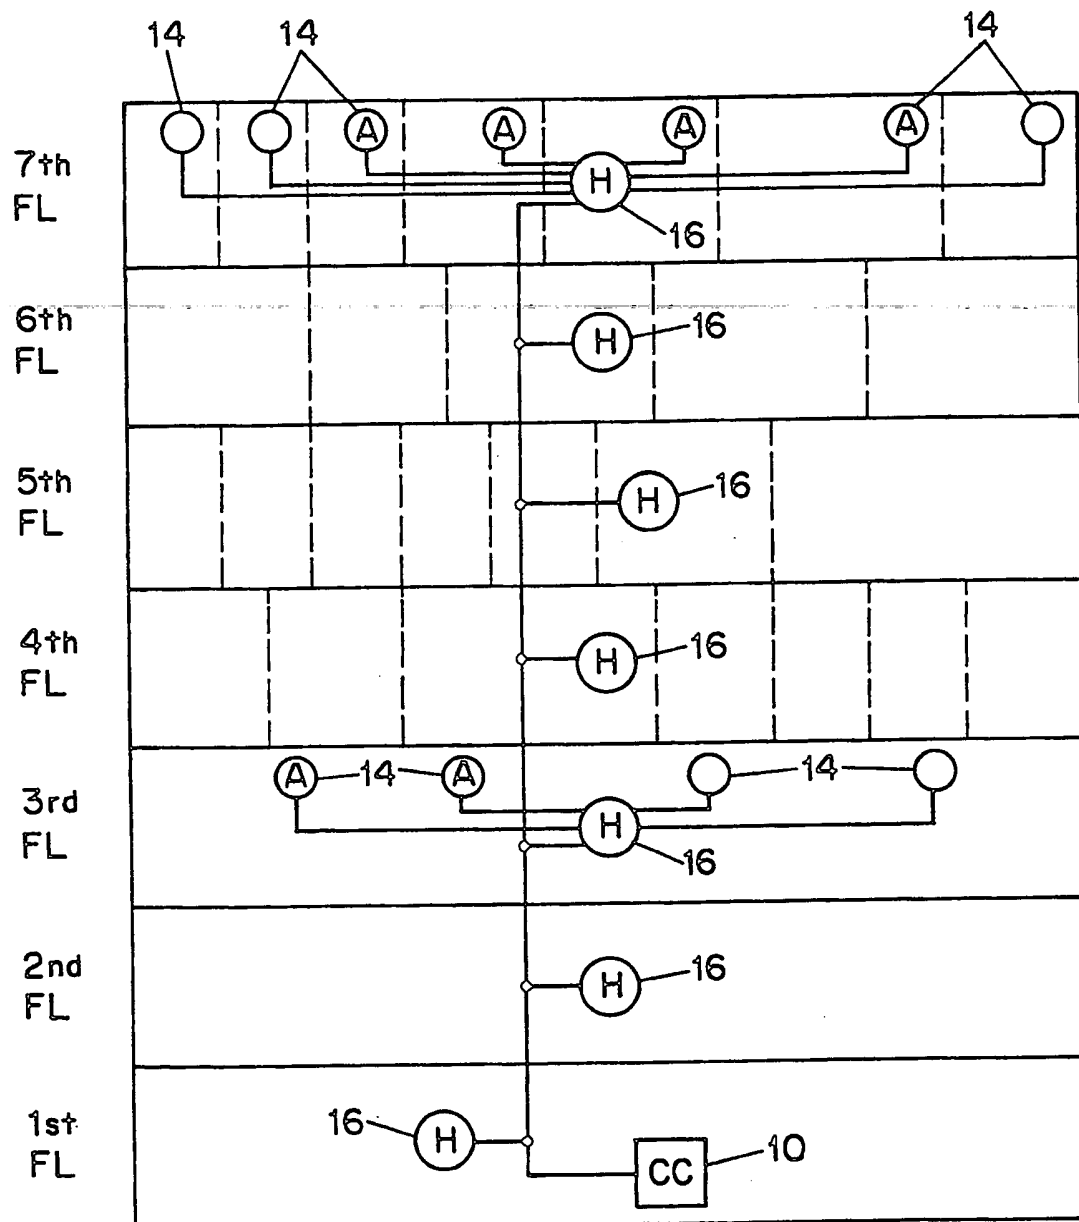 14 14 14
A A A A
7th
FL
H
16
6th
FL
H 16
5th
FL
H 16
4th
FL
H 16
3rd
FL
A 14 A 14
H
16
2nd
FL
H 16
1st
FL
16 H
CC 10